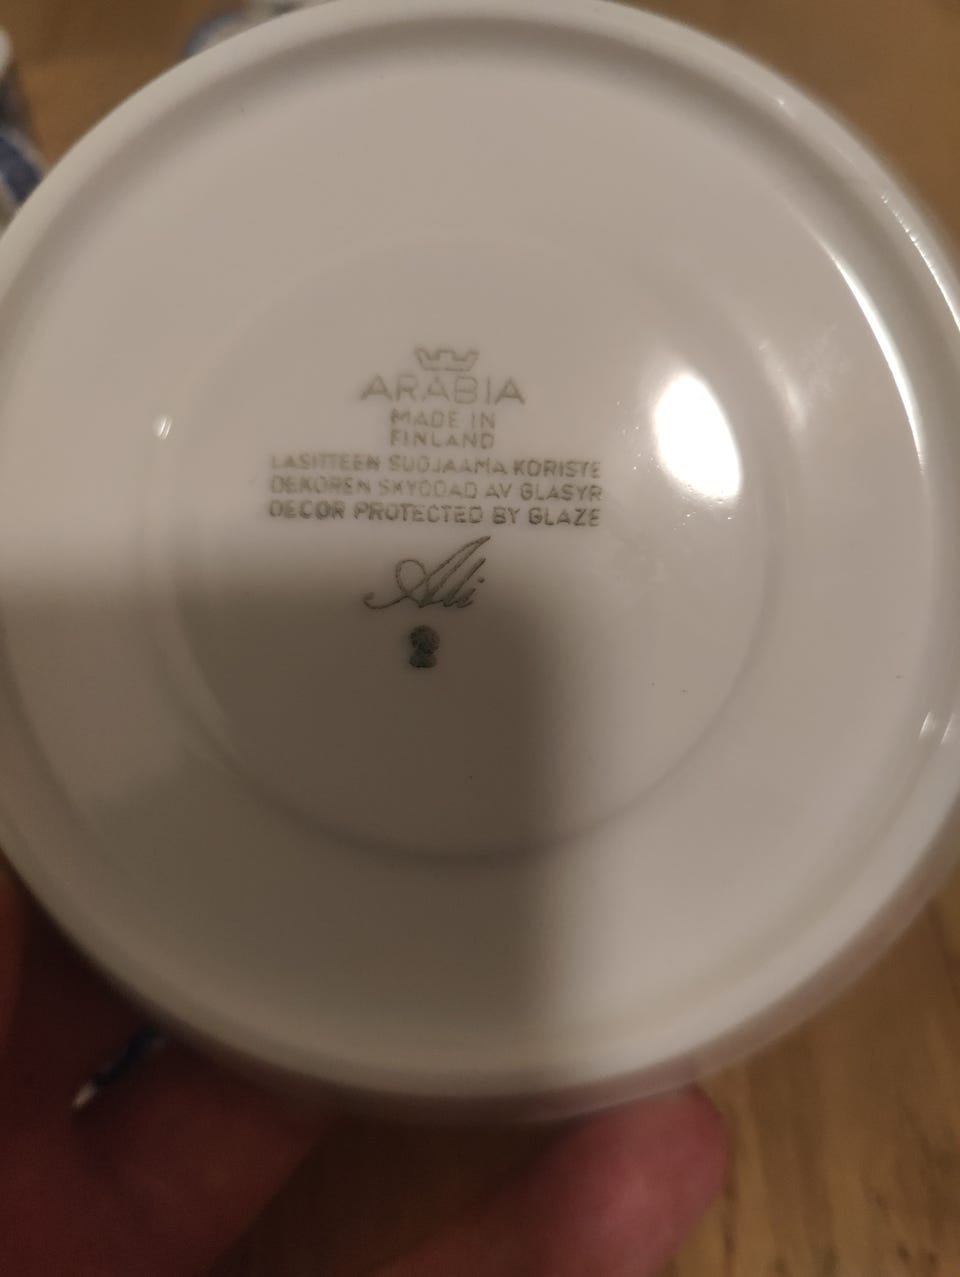 ARABIA
MADE IN
FINLAND
LASITTEEN SUOJAAMA KORISTE
DEKOREN SKYDDAD AV GLASYR
DECOR PROTECTED BY GLAZE
Ali